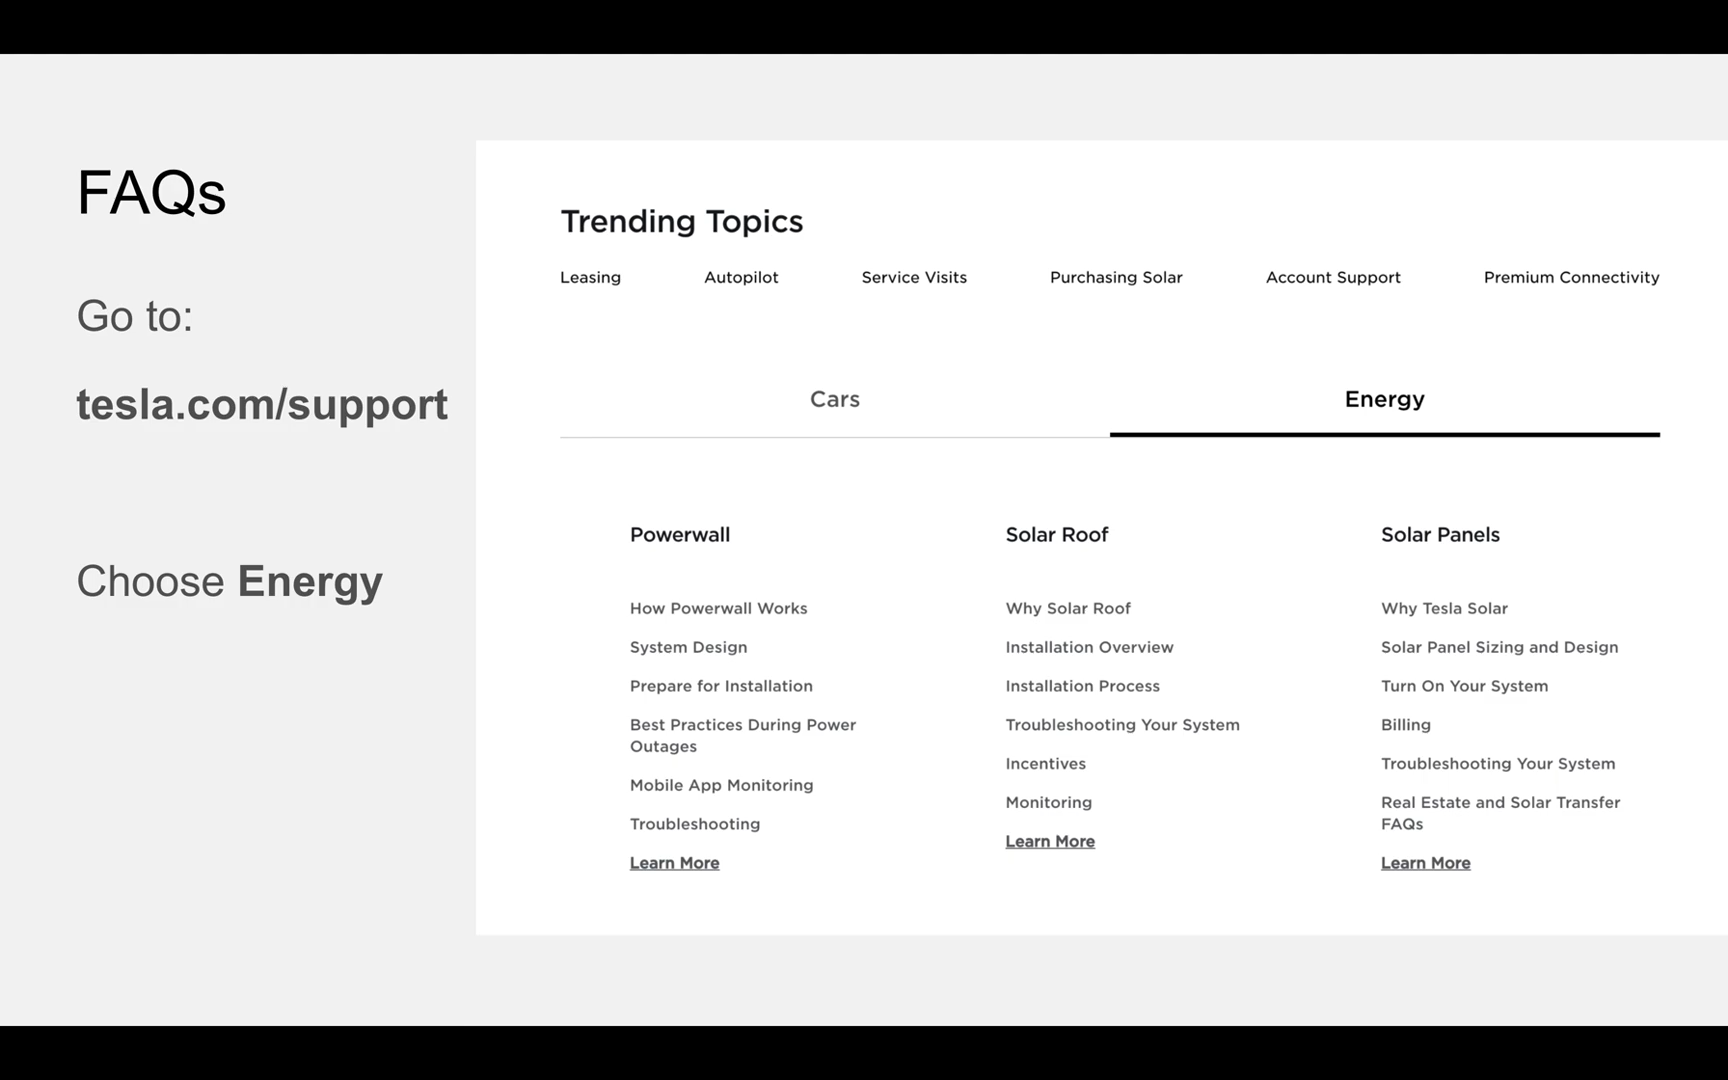 FAQs
Go to:
tesla.com/support
Choose Energy
Trending Topics
Leasing Autopilot Service Visits Purchasing Solar Account Support Premium Connectivity
Cars Energy
Powerwall
How Powerwall Works
System Design
Prepare for Installation
Best Practices During Power
Outages
Mobile App Monitoring
Troubleshooting
Learn More
Solar Roof
Why Solar Roof
Installation Overview
Installation Process
Troubleshooting Your System
Incentives
Monitoring
Learn More
Solar Panels
Why Tesla Solar
Solar Panel Sizing and Design
Turn On Your System
Billing
Troubleshooting Your System
Real Estate and Solar Transfer
FAQs
Learn More